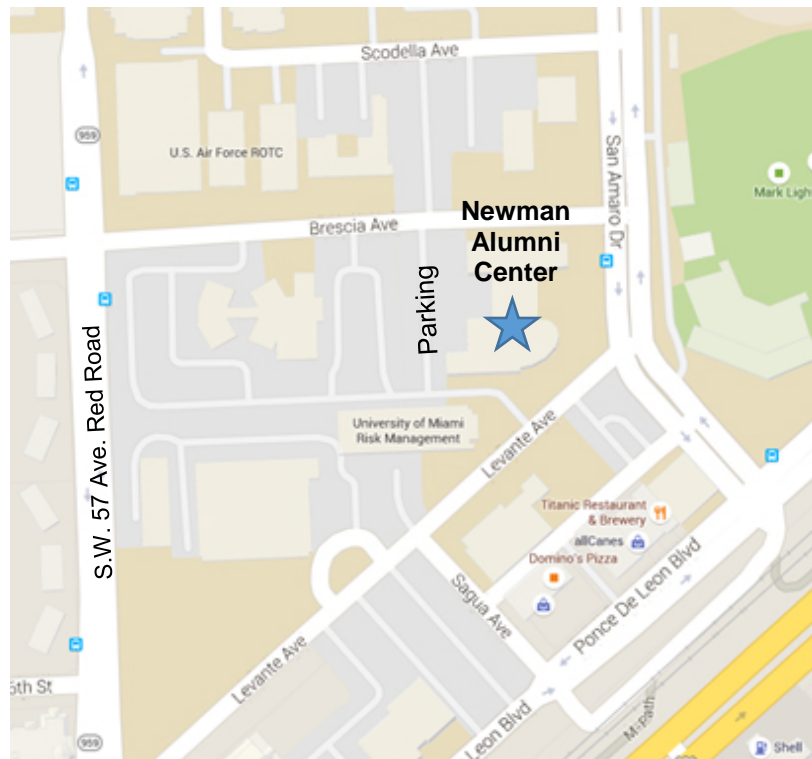 Scodella Ave
959
U.S. Air Force ROTC
San Amaro Dr
Mark Ligh
Brescia Ave
Newman
Alumni
Center
Parking
S.W. 57 Ave. Red Road
University of Miami
Risk Management
Levante Ave
Titanic Restaurant
& Brewery
allCanes
Domino's Pizza
Sagua Ave
Ponce De Leon Blvd
Levante Ave
5th St
Leon Blvd
M-Path
959
Shell